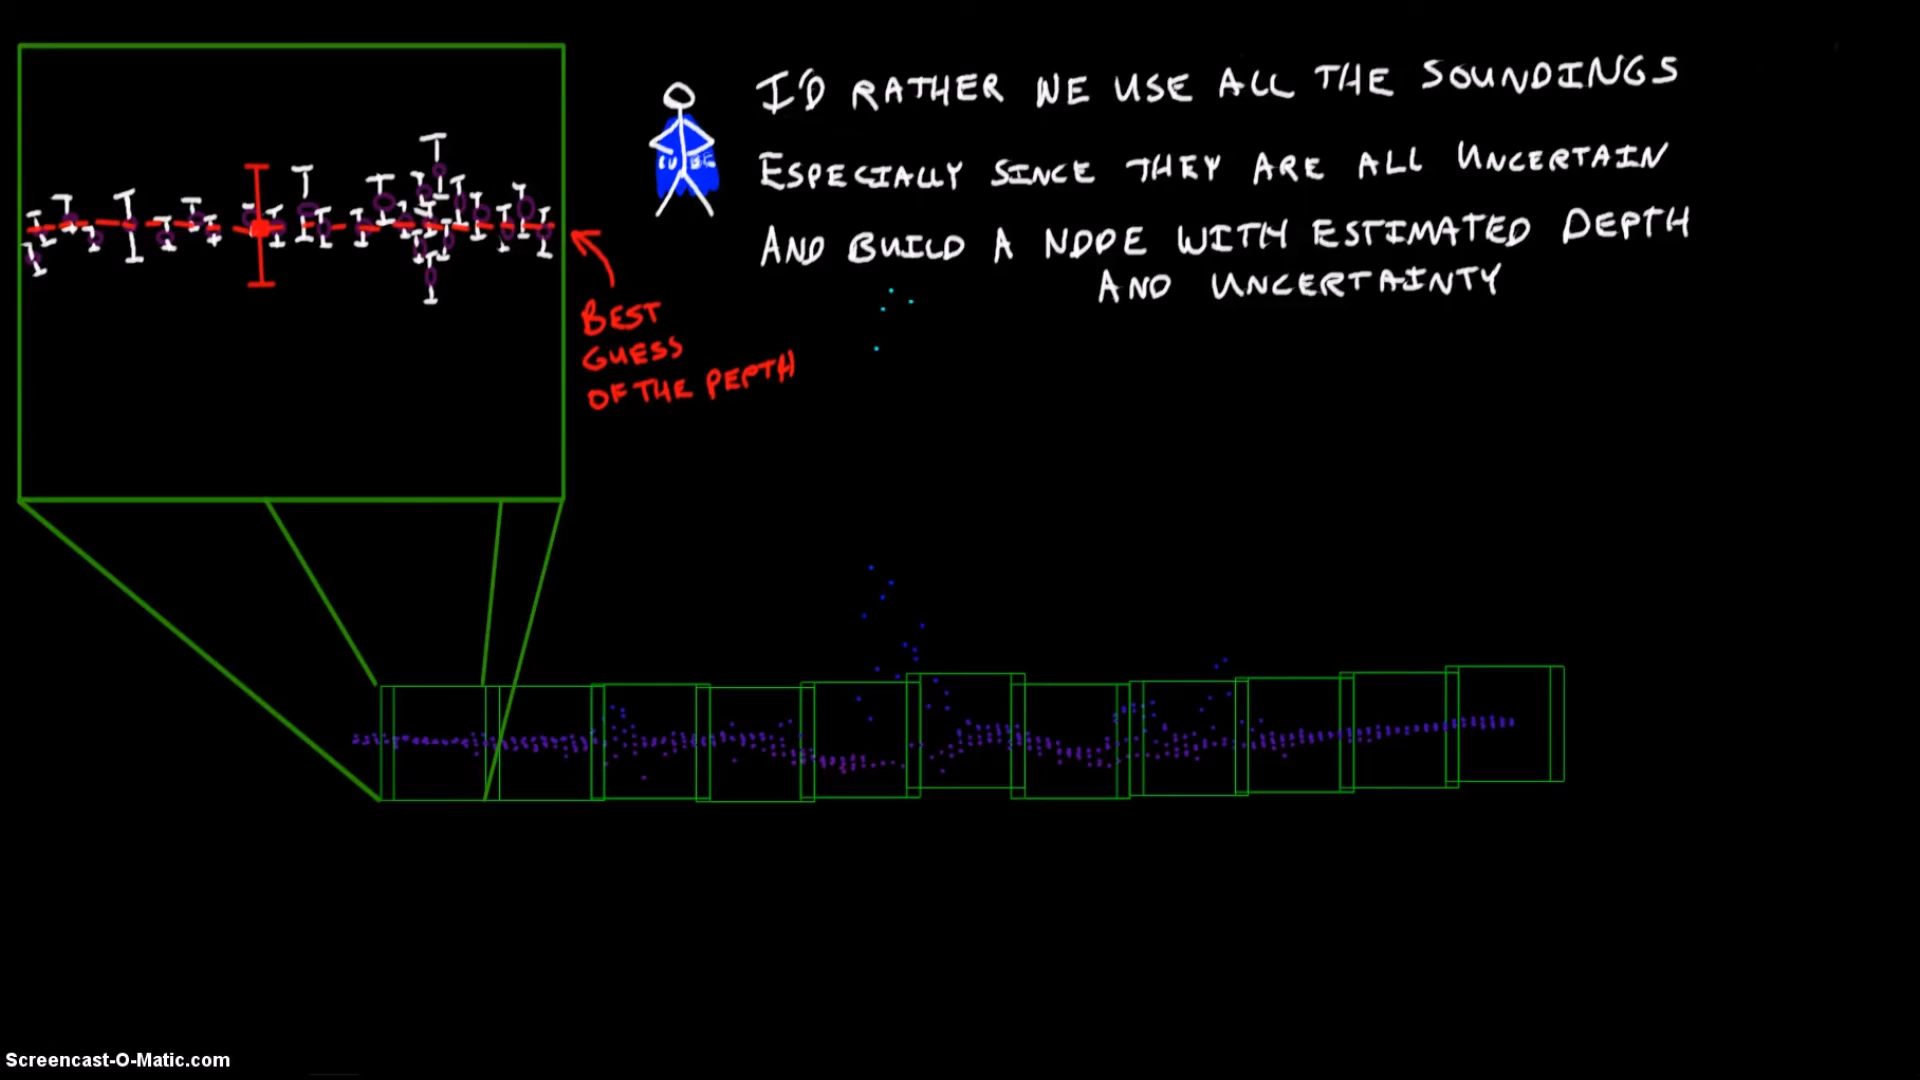 I'D RATHER WE USE ALL THE SOUNDINGS
ESPECIALLY SINCE THEY ARE ALL UNCERTAIN
AND BUILD A NODE WITH ESTIMATED DEPTH
AND UNCERTAINTY
CUBE
BEST
GUESS
OF THE DEPTH
Screencast-O-Matic.com